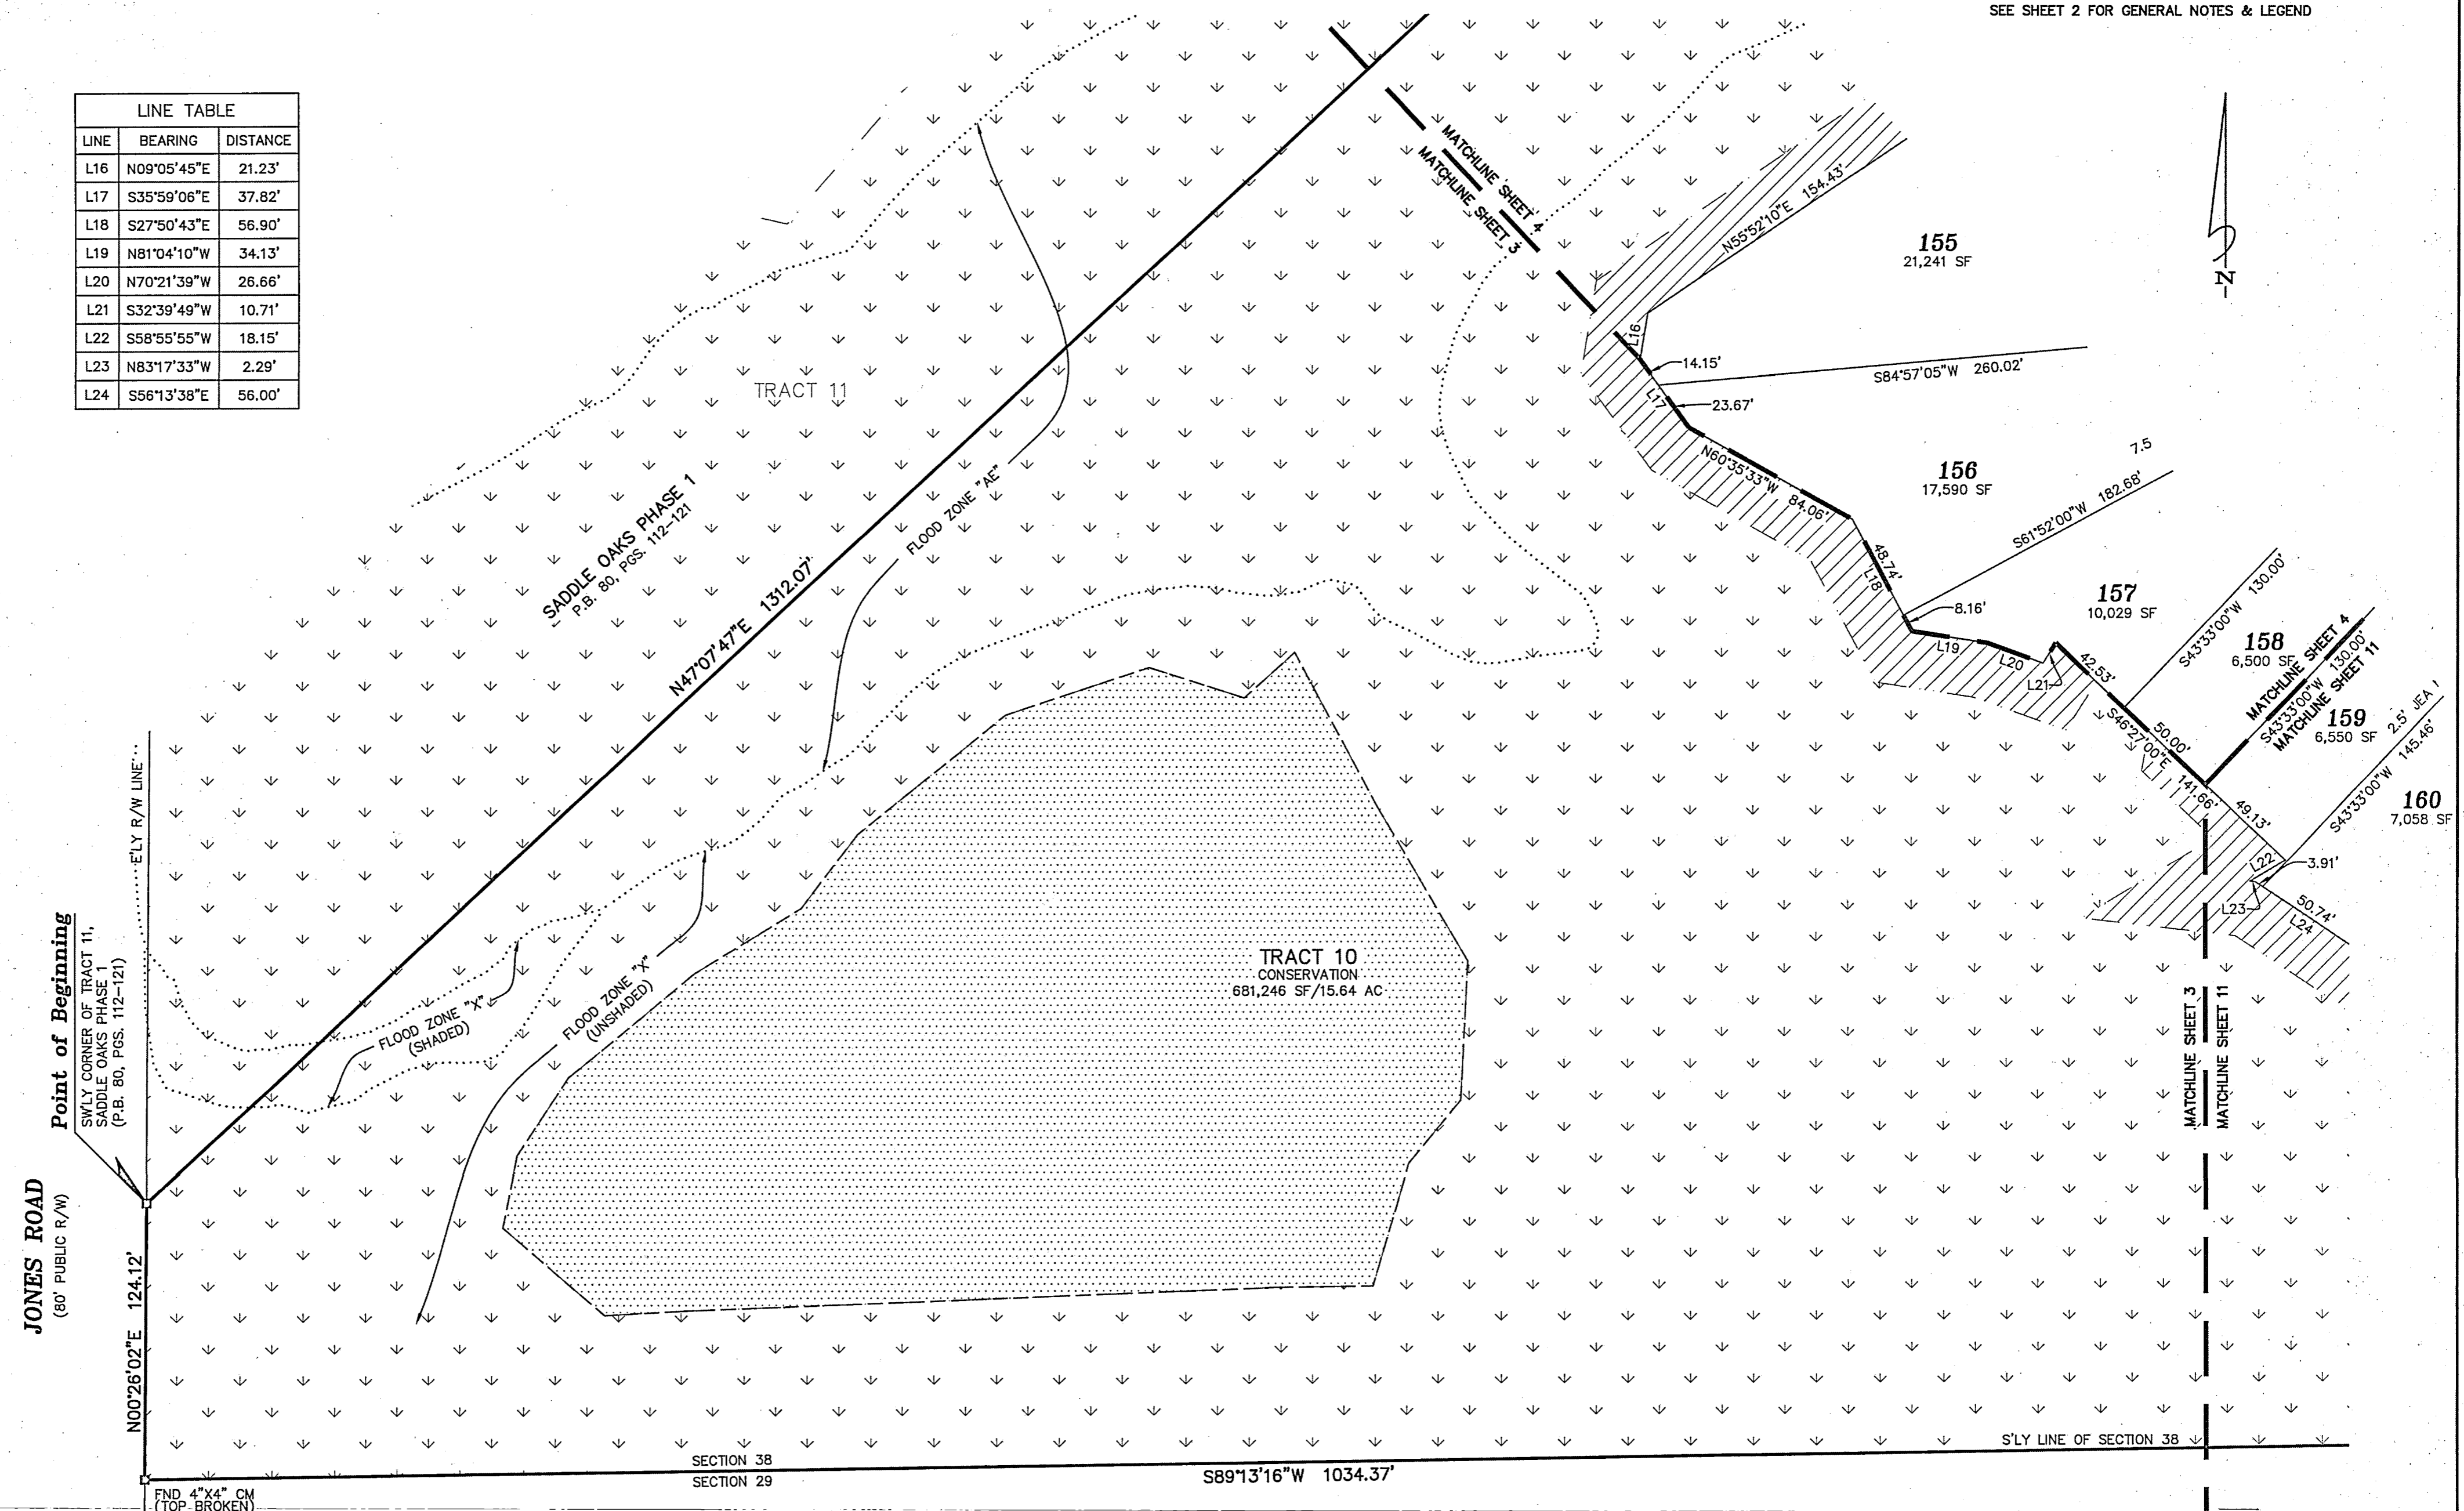 SEE SHEET 2 FOR GENERAL NOTES & LEGEND
LINE TABLE
LINE BEARING DISTANCE
L16 N09°05'45"E 21.23'
L17 S35°59'06"E 37.82'
L18 S27°50'43"E 56.90'
L19 N81°04'10"W 34.13'
L20 N70°21'39"W 26.66'
L21 S32°39'49"W 10.71'
L22 S58°55'55"W 18.15'
L23 N83°17'33"W 2.29'
L24 S56°13'38"E 56.00'
MATCHLINE SHEET 4
MATCHLINE SHEET 3
N55°52'10"E 154.43'
155
21,241 SF
N
L16
14.15'
S84°57'05"W 260.02'
L17
23.67'
TRACT 11
N60°35'33"W 84.06'
156
17,590 SF
7.5
S61°52'00"W 182.68'
SADDLE OAKS PHASE 1
P.B. 80, PGS. 112-121
FLOOD ZONE "AE"
N47°07'47"E 1312.07'
48.74'
L18
8.16'
157
10,029 SF
S43°33'00"W 130.00'
L19
L20
L21
42.53'
158
6,500 SF
MATCHLINE SHEET 4
S43°33'00"W 130.00'
MATCHLINE SHEET 11
50.00'
S46°27'00"E 141.66'
159
6,550 SF
2.5' JEA
S43°33'00"W 145.46'
49.13'
160
7,058 SF
L22
3.91'
L23
50.74'
L24
E'LY R/W LINE
Point of Beginning
SW'LY CORNER OF TRACT 11,
SADDLE OAKS PHASE 1
(P.B. 80, PGS. 1112-121)
FLOOD ZONE "X"
(SHADED)
FLOOD ZONE "X"
(UNSHADED)
TRACT 10
CONSERVATION
681,246 SF/15.64 AC
MATCHLINE SHEET 3
MATCHLINE SHEET 11
JONES ROAD
(80' PUBLIC R/W)
N00°26'02"E 124.12'
S'LY LINE OF SECTION 38
SECTION 38
SECTION 29
S89°13'16"W 1034.37'
FND 4"X4" CM
(TOP BROKEN)